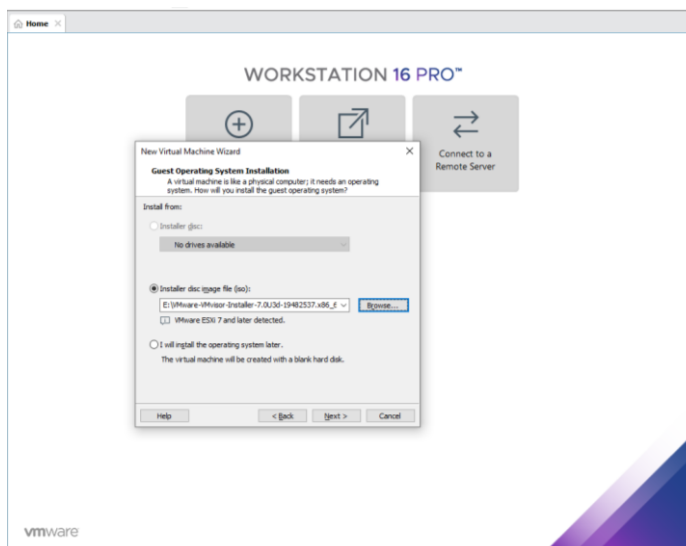 Home
WORKSTATION 16 PRO™
Connect to a
Remote Server
New Virtual Machine Wizard
Guest Operating System Installation
A virtual machine is like a physical computer; it needs an operating
system. How will you install the guest operating system?
Install from:
Installer disc:
No drives available
Installer disc image file (iso):
E:\VMware-VMvisor-Installer-7.0U3d-19482537.x86_6
Browse...
VMware ESXi 7 and later detected.
I will install the operating system later.
The virtual machine will be created with a blank hard disk.
Help
< Back
Next >
Cancel
vmware